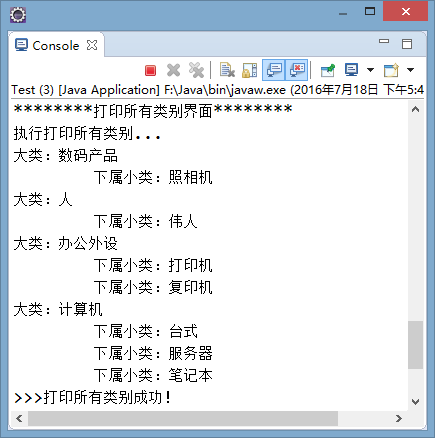 Console
Test (3) [Java Application] F:\Java\bin\javaw.exe (2016年7月18日 下午5:4
********打印所有类别界面********
执行打印所有类别...
大类：数码产品
下属小类：照相机
大类：人
下属小类：伟人
大类：办公外设
下属小类：打印机
下属小类：复印机
大类：计算机
下属小类：台式
下属小类：服务器
下属小类：笔记本
>>>打印所有类别成功!